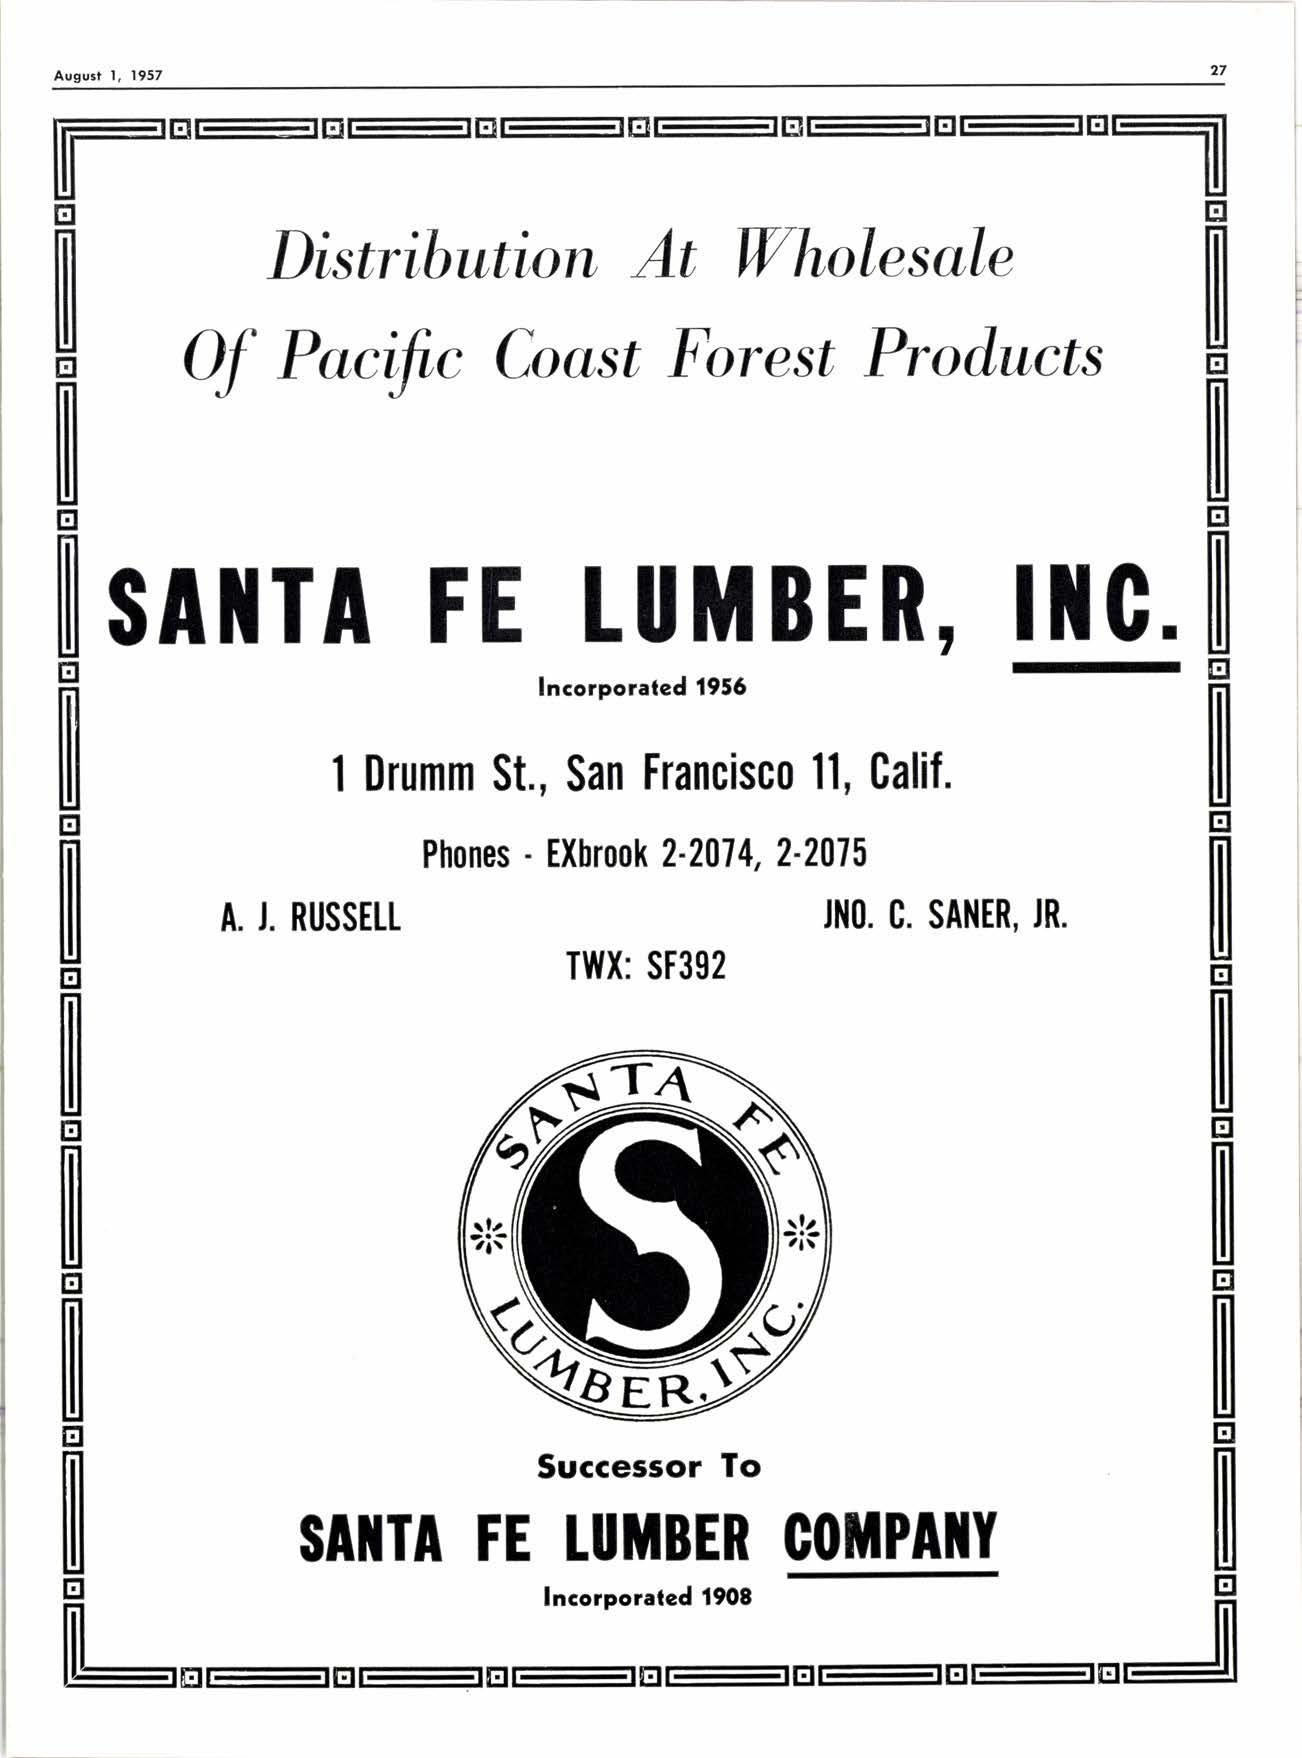 August 1, 1957
27
Distribution At Wholesale
Of Pacific Coast Forest Products
SANTA FE LUMBER, INC.
Incorporated 1956
1 Drumm St., San Francisco 11, Calif.
Phones - EXbrook 2-2074, 2-2075
A. J. RUSSELL
JNO. C. SANER, JR.
TWX: SF392
SANTA FE
S
LUMBER, INC.
Successor To
SANTA FE LUMBER COMPANY
Incorporated 1908